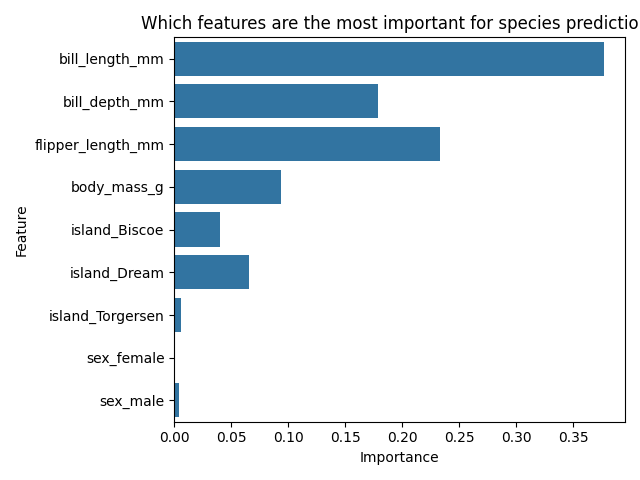 Which features are the most important for species predictio
bill_length_mm
bill_depth_mm
flipper_length_mm
body_mass_g
island_Biscoe
island_Dream
island_Torgersen
sex_female
sex_male
Feature
0.00 0.05 0.10 0.15 0.20 0.25 0.30 0.35
Importance